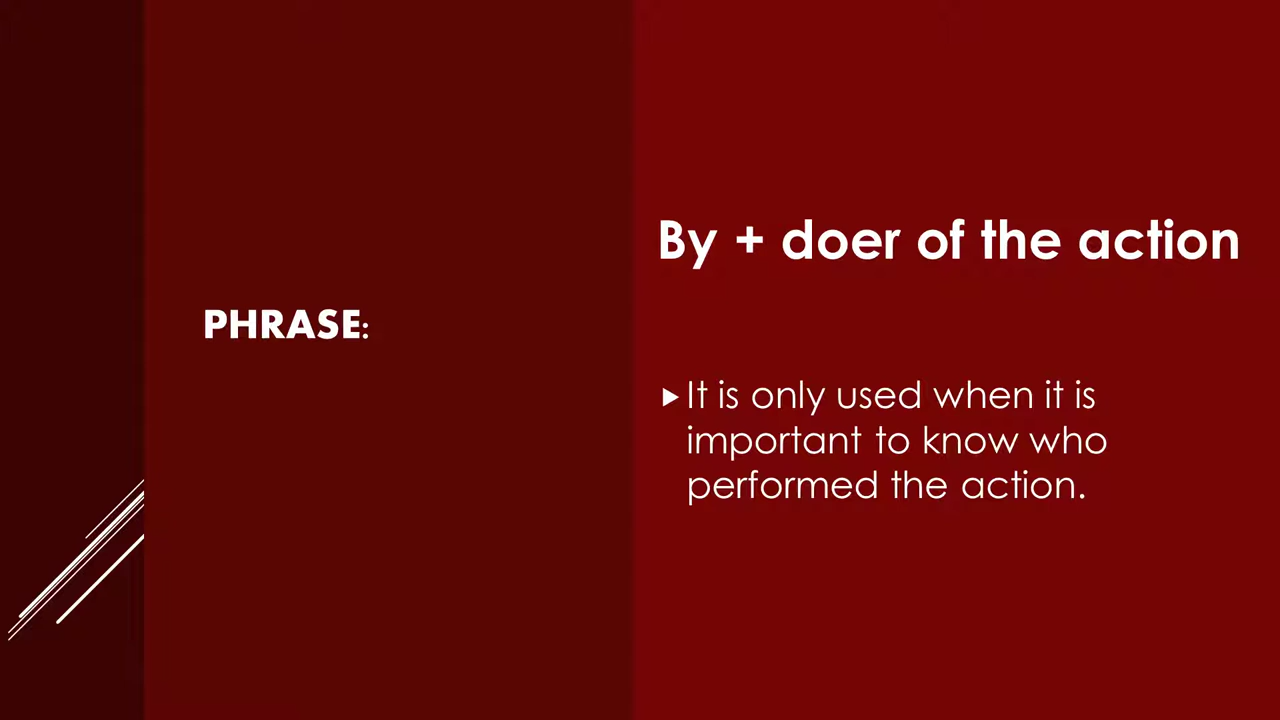 PHRASE:
By + doer of the action
It is only used when it is
important to know who
performed the action.